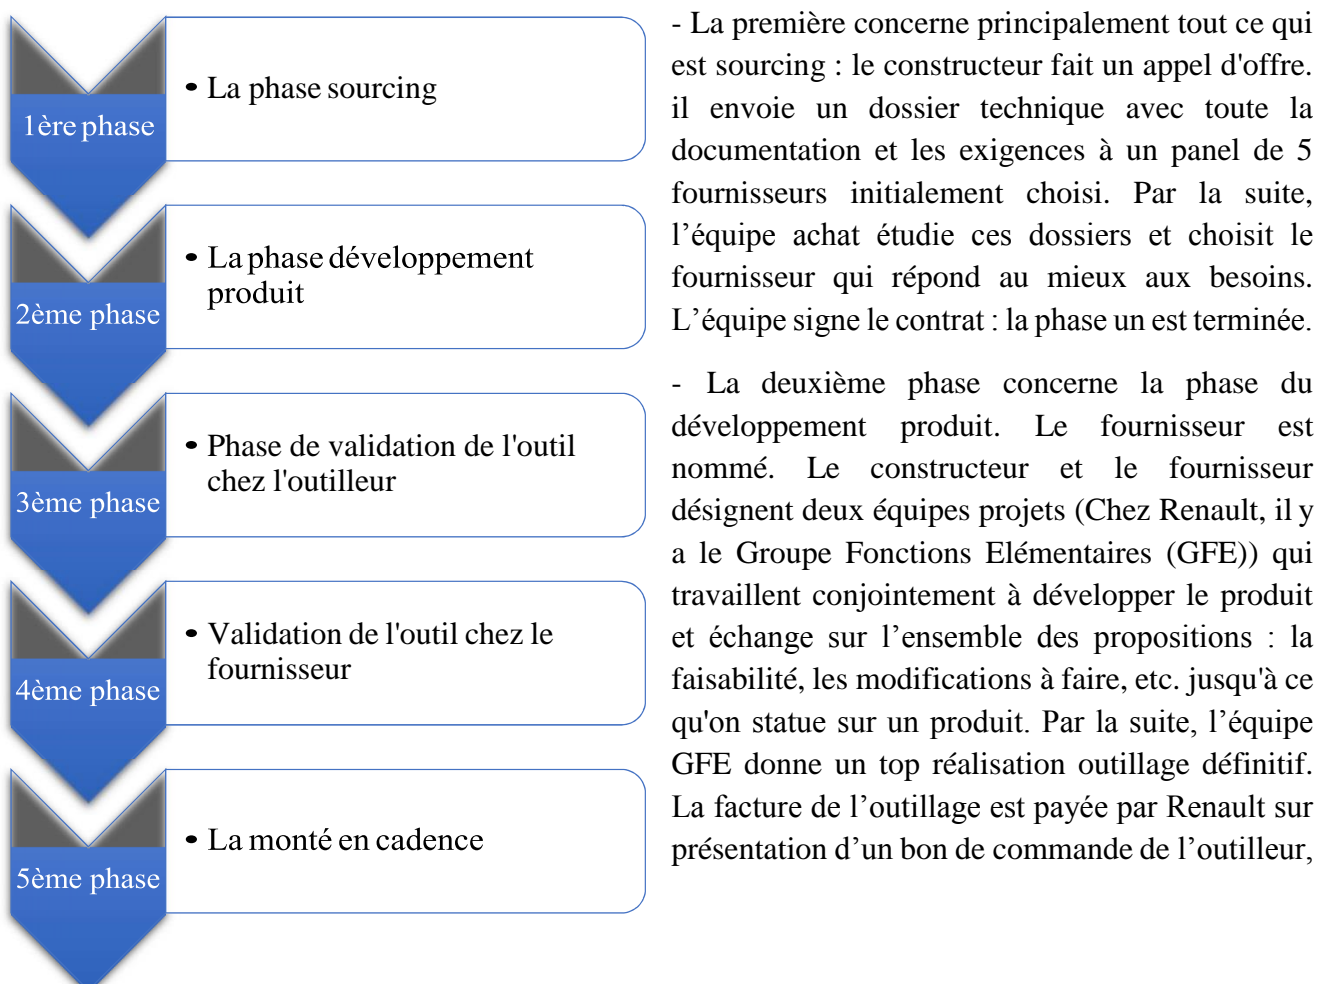 1ère phase
• La phase sourcing
2ème phase
• La phase développement
produit
3ème phase
• Phase de validation de l'outil
chez l'outilleur
4ème phase
• Validation de l'outil chez le
fournisseur
5ème phase
• La monté en cadence
- La première concerne principalement tout ce qui
est sourcing : le constructeur fait un appel d'offre.
il envoie un dossier technique avec toute la
documentation et les exigences à un panel de 5
fournisseurs initialement choisi. Par la suite,
l’équipe achat étudie ces dossiers et choisit le
fournisseur qui répond au mieux aux besoins.
L’équipe signe le contrat : la phase un est terminée.
- La deuxième phase concerne la phase du
développement produit. Le fournisseur est
nommé. Le constructeur et le fournisseur
désignent deux équipes projets (Chez Renault, il y
a le Groupe Fonctions Elémentaires (GFE)) qui
travaillent conjointement à développer le produit
et échange sur l’ensemble des propositions : la
faisabilité, les modifications à faire, etc. jusqu'à ce
qu'on statue sur un produit. Par la suite, l’équipe
GFE donne un top réalisation outillage définitif.
La facture de l’outillage est payée par Renault sur
présentation d’un bon de commande de l’outilleur,